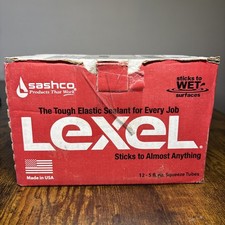 sashco
Products That Work
sticks to
WET
surfaces
The Tough Elastic Sealant for Every Job
LEXEL
Sticks to Almost Anything
Made in USA
12 - 5 fl. oz. Squeeze Tubes